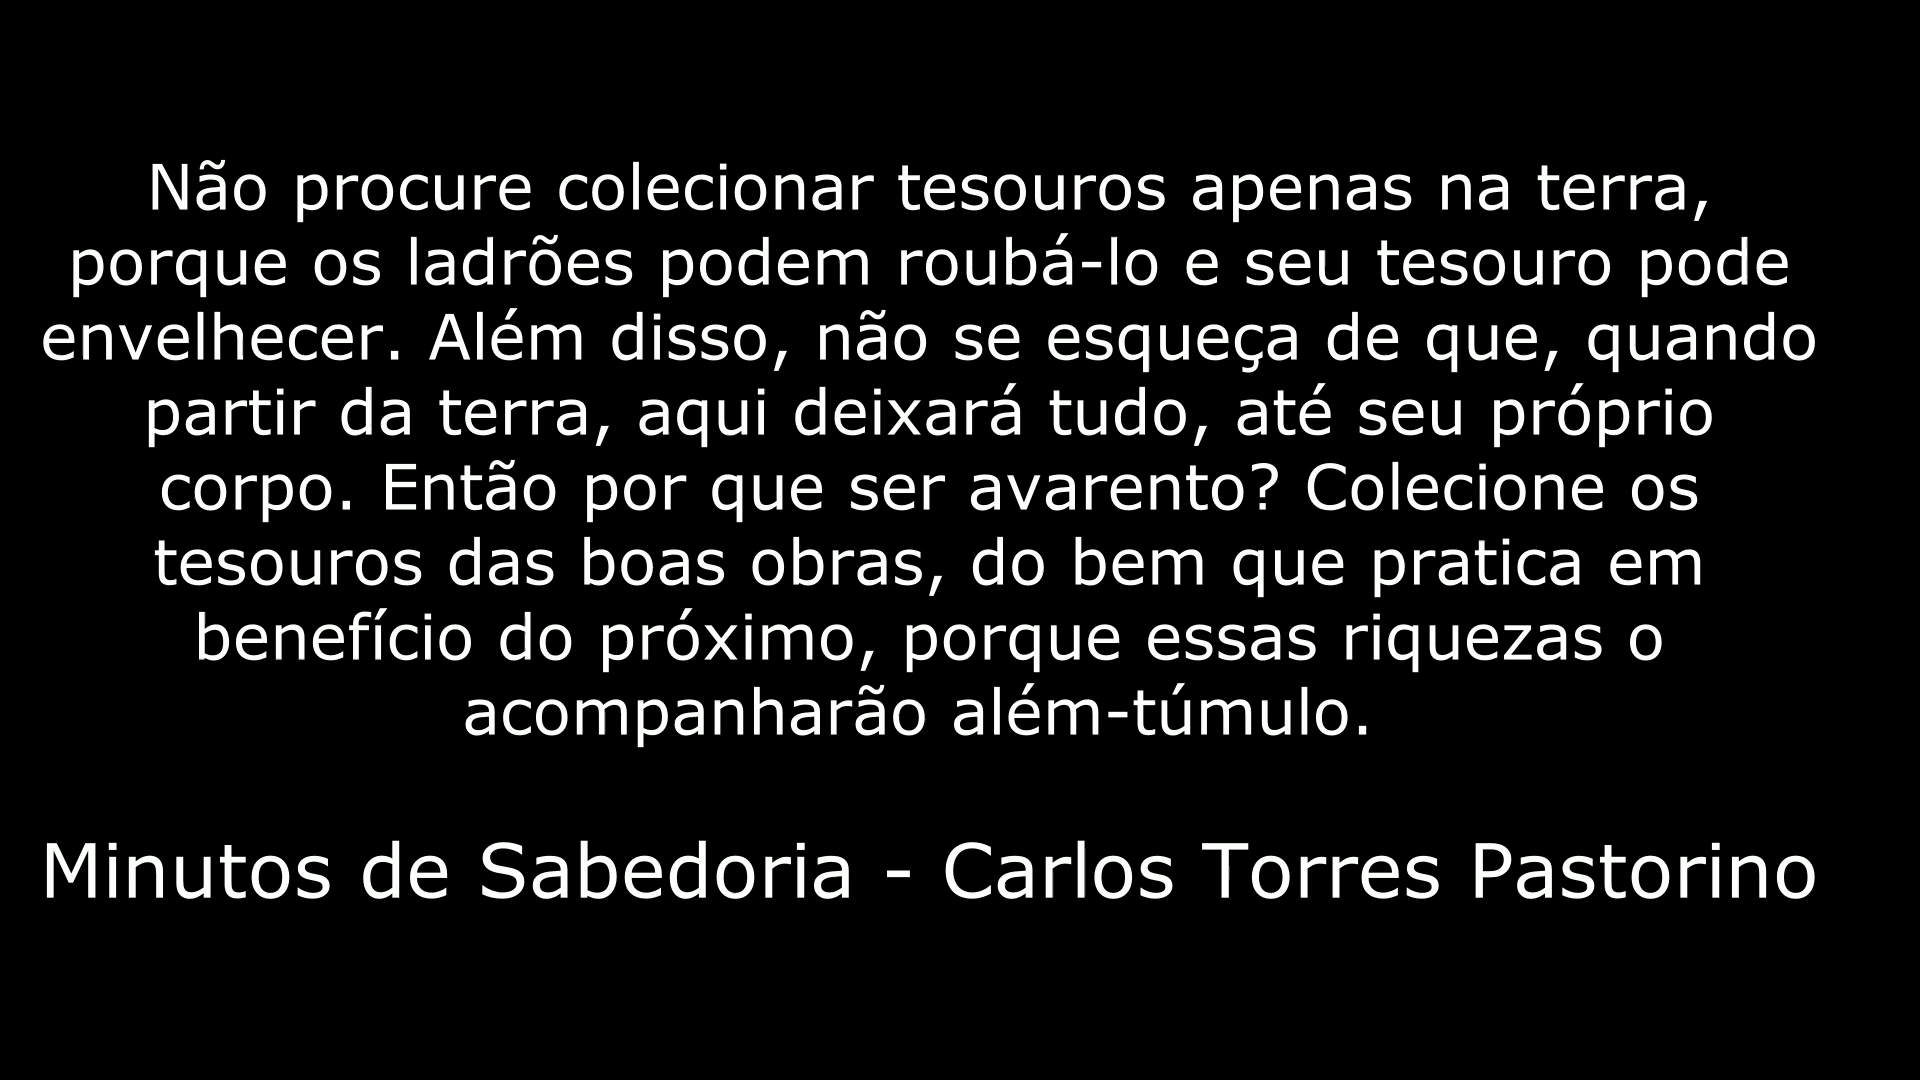 Não procure colecionar tesouros apenas na terra,
porque os ladrões podem roubá-lo e seu tesouro pode
envelhecer. Além disso, não se esqueça de que, quando
partir da terra, aqui deixará tudo, até seu próprio
corpo. Então por que ser avarento? Colecione os
tesouros das boas obras, do bem que pratica em
benefício do próximo, porque essas riquezas o
acompanharão além-túmulo.
Minutos de Sabedoria - Carlos Torres Pastorino